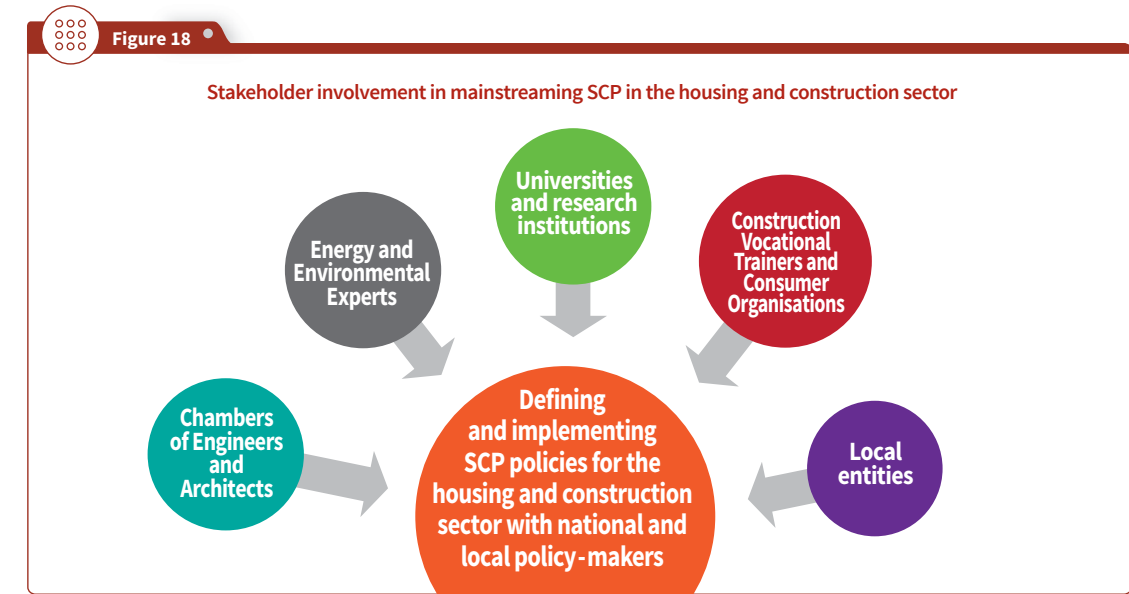 Figure 18
Stakeholder involvement in mainstreaming SCP in the housing and construction sector
Universities
and research
institutions
Energy and
Environmental
Experts
Construction
Vocational
Trainers and
Consumer
Organisations
Chambers
of Engineers
and
Architects
Defining
and implementing
SCP policies for the
housing and construction
sector with national and
local policy-makers
Local
entities